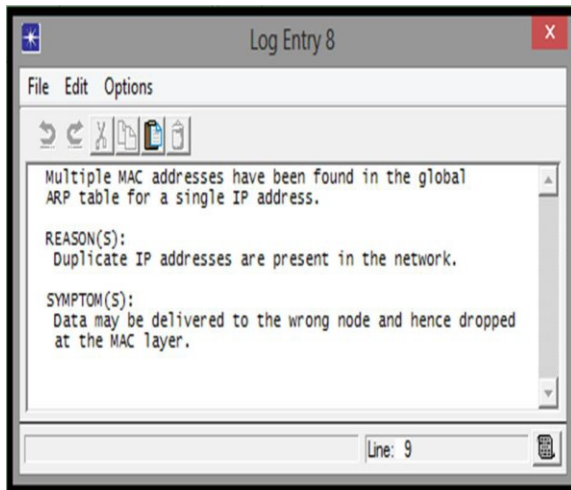 Log Entry 8
x
File Edit Options
Multiple MAC addresses have been found in the global
ARP table for a single IP address.
REASON(S):
Duplicate IP addresses are present in the network.
SYMPTOM(S):
Data may be delivered to the wrong node and hence dropped
at the MAC layer.
Line: 9